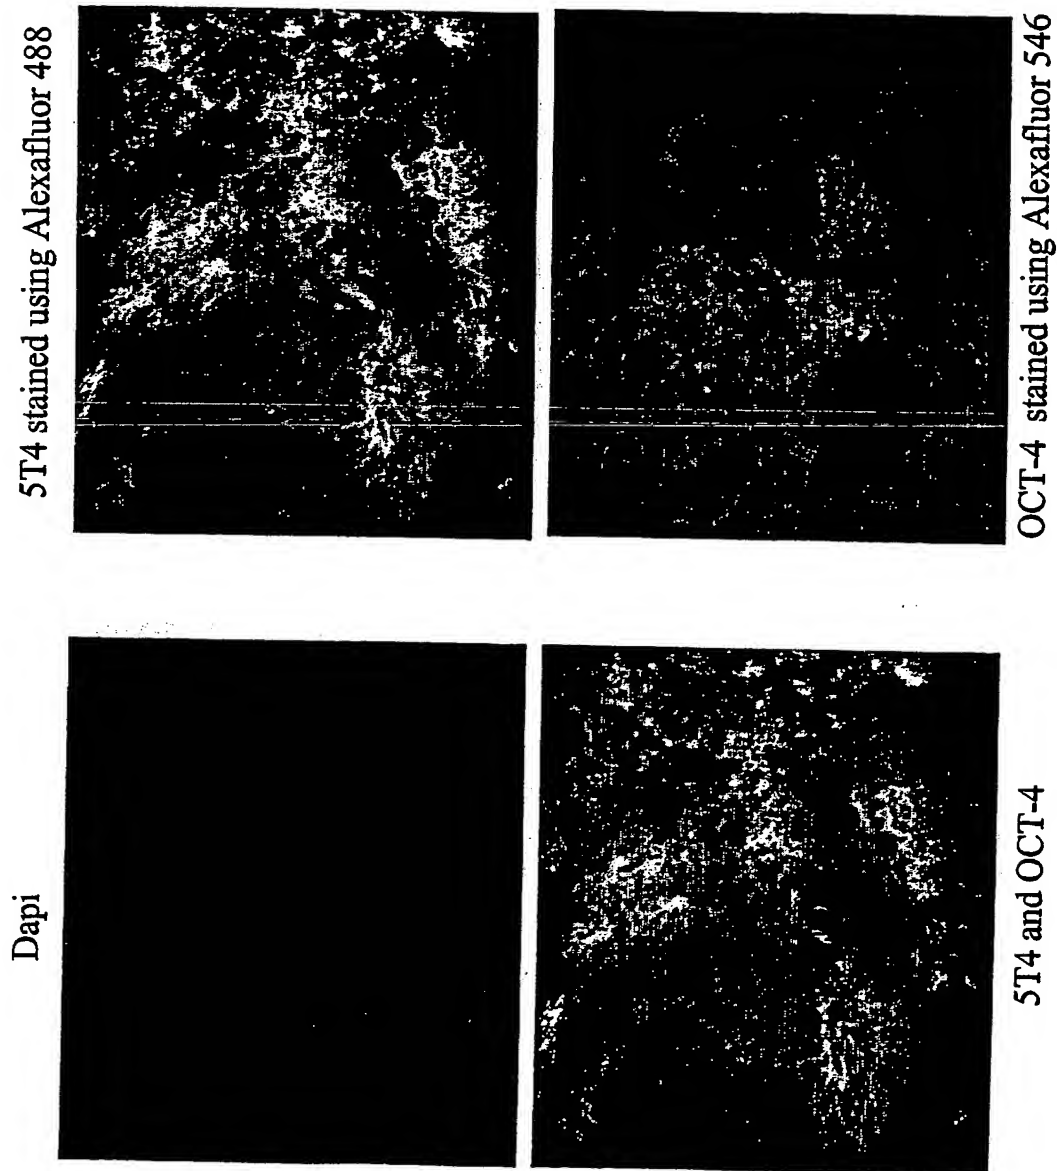 Dapi
5T4 stained using Alexafluor 488
5T4 and OCT-4
OCT-4 stained using Alexafluor 546